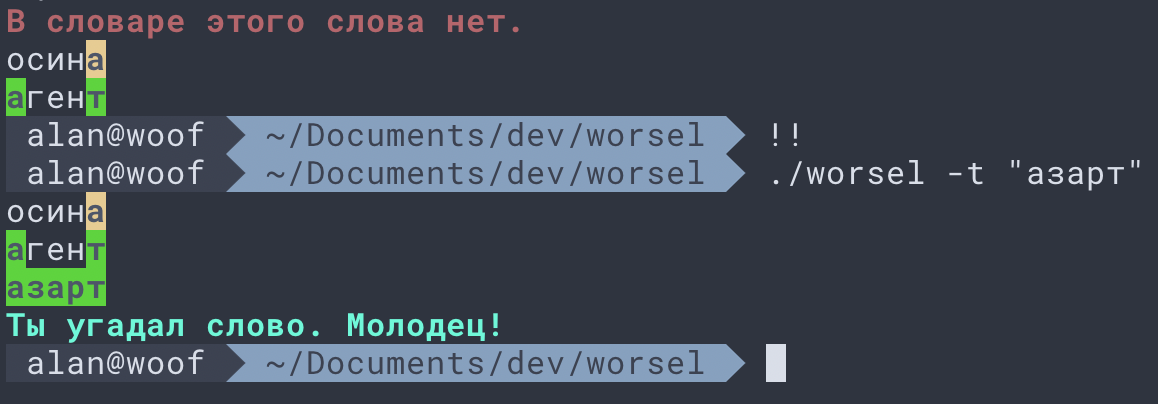 В словаре этого слова нет.
осина
агент
alan@woof ~/Documents/dev/worsel !!
alan@woof ~/Documents/dev/worsel ./worsel -t "азарт"
осина
агент
азарт
Ты угадал слово. Молодец!
alan@woof ~/Documents/dev/worsel